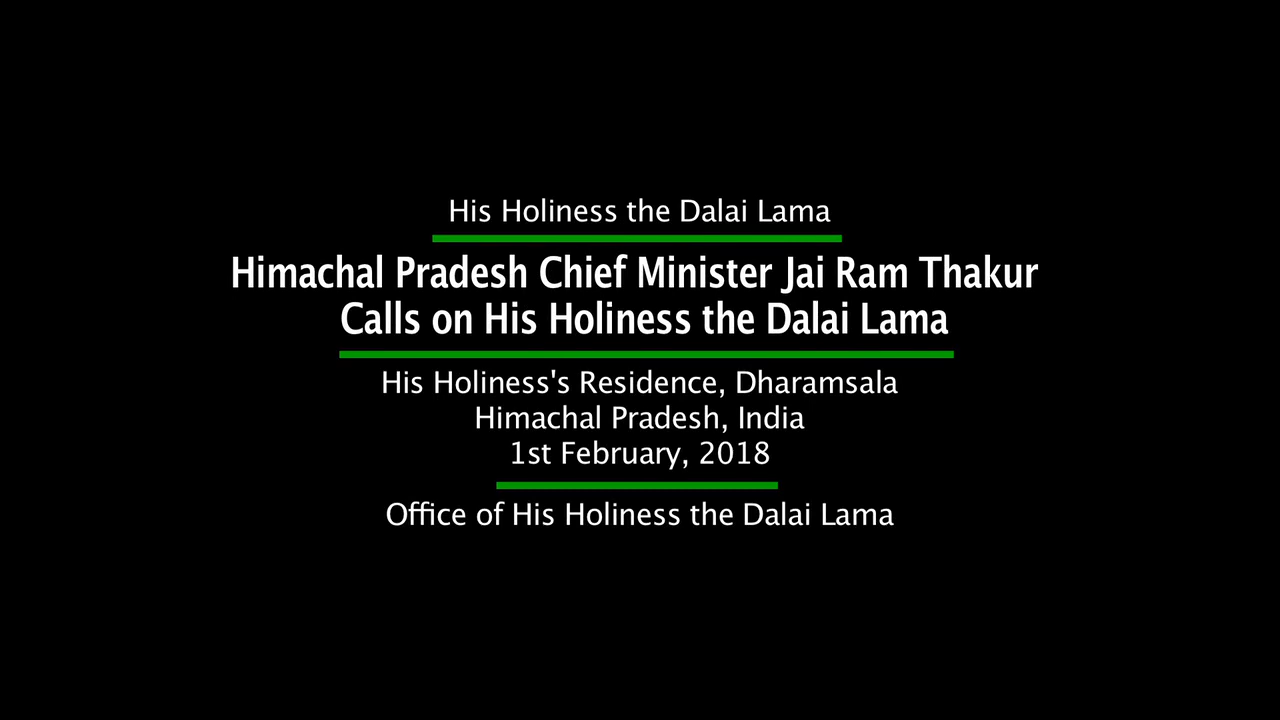 His Holiness the Dalai Lama
Himachal Pradesh Chief Minister Jai Ram Thakur
Calls on His Holiness the Dalai Lama
His Holiness's Residence, Dharamsala
Himachal Pradesh, India
1st February, 2018
Office of His Holiness the Dalai Lama